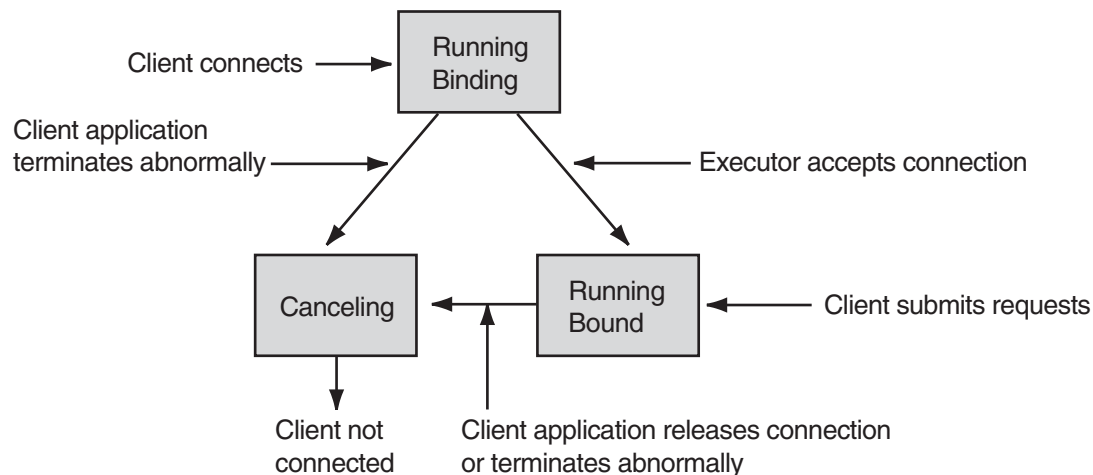 Running
Binding
Client connects
Client application
terminates abnormally
Executor accepts connection
Canceling
Running
Bound
Client submits requests
Client not
connected
Client application releases connection
or terminates abnormally